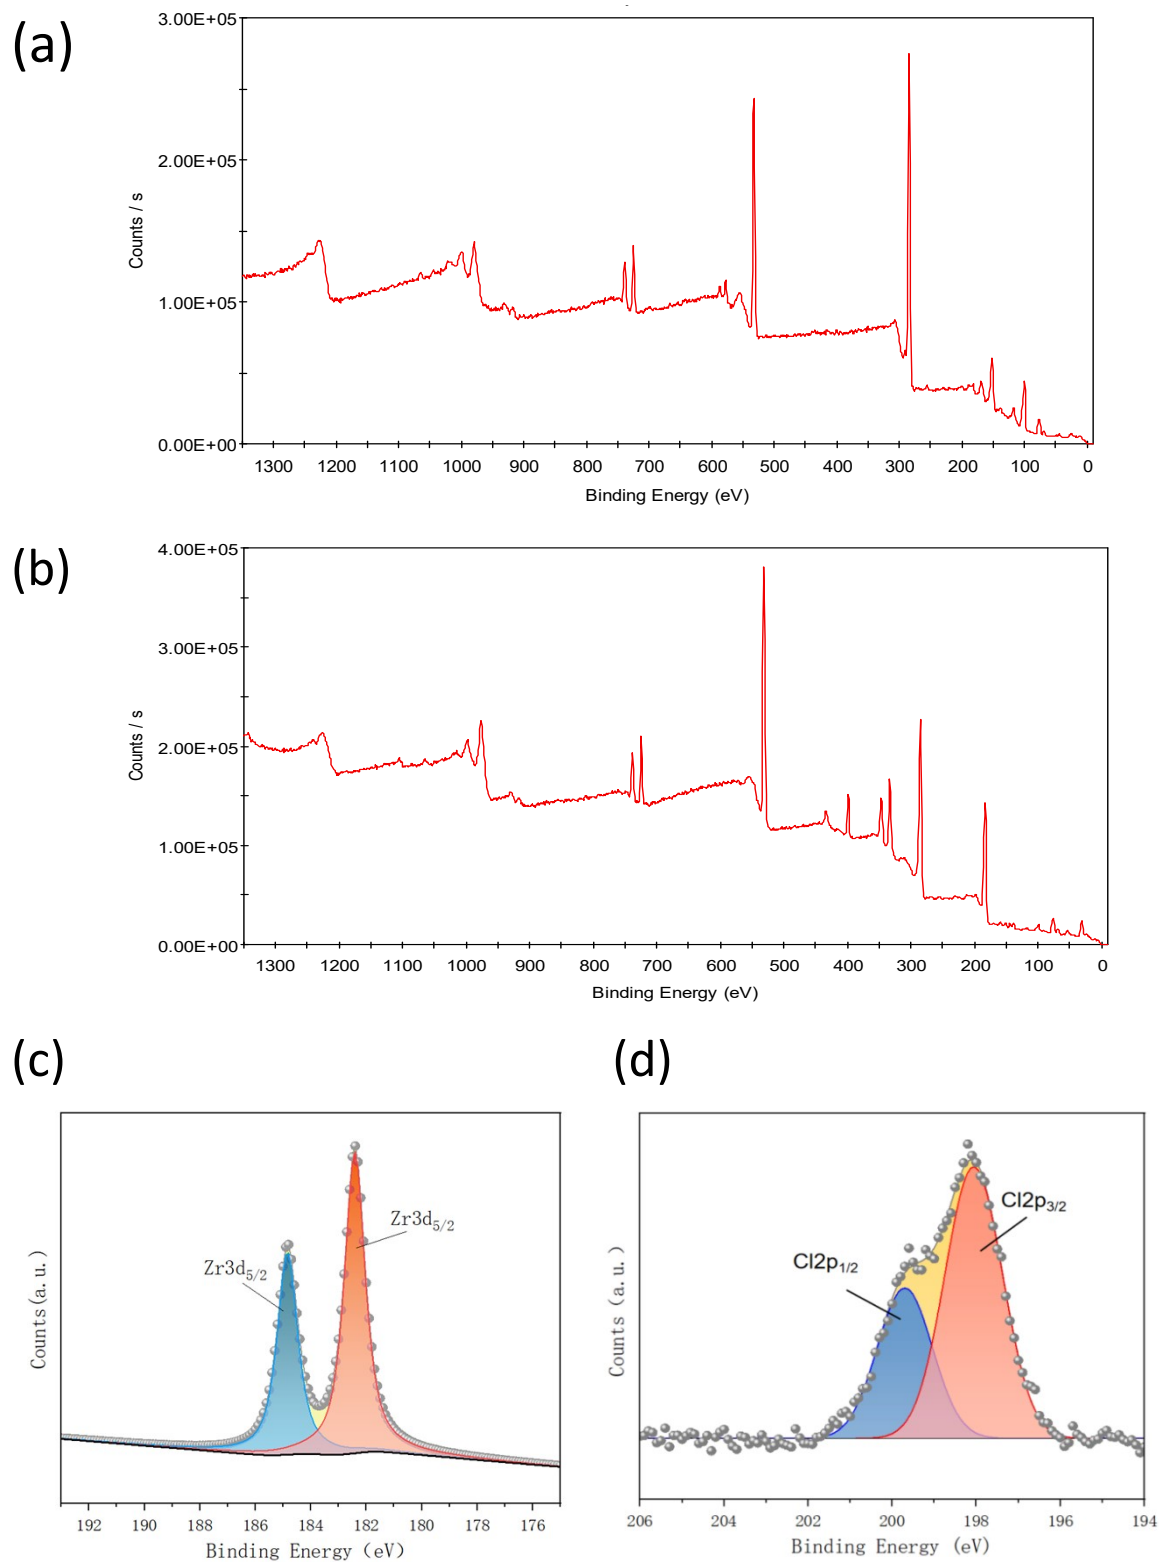 (a)
3.00E+05
2.00E+05
1.00E+05
0.00E+00
Counts / s
1300 1200 1100 1000 900 800 700 600 500 400 300 200 100 0
Binding Energy (eV)
(b)
4.00E+05
3.00E+05
2.00E+05
1.00E+05
0.00E+00
Counts / s
1300 1200 1100 1000 900 800 700 600 500 400 300 200 100 0
Binding Energy (eV)
(c)
Zr3d5/2
Zr3d5/2
Counts(a.u.)
192 190 188 186 184 182 180 178 176
Binding Energy (eV)
(d)
Cl2p3/2
Cl2p1/2
Counts (a.u.)
206 204 202 200 198 196 194
Binding Energy (eV)